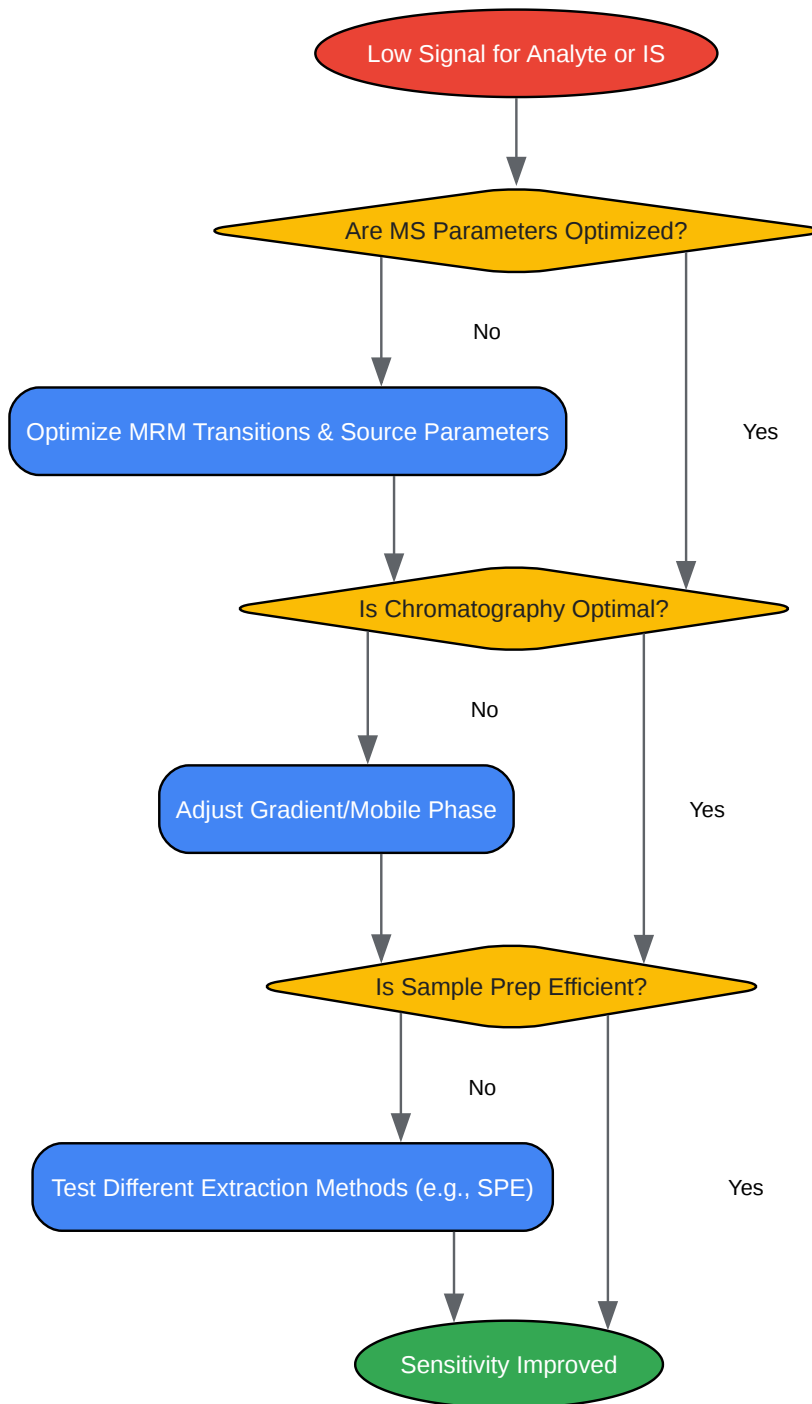 Low Signal for Analyte or IS
Are MS Parameters Optimized?
No
Optimize MRM Transitions & Source Parameters
Yes
Is Chromatography Optimal?
No
Adjust Gradient/Mobile Phase
Yes
Is Sample Prep Efficient?
No
Test Different Extraction Methods (e.g., SPE)
Yes
Sensitivity Improved